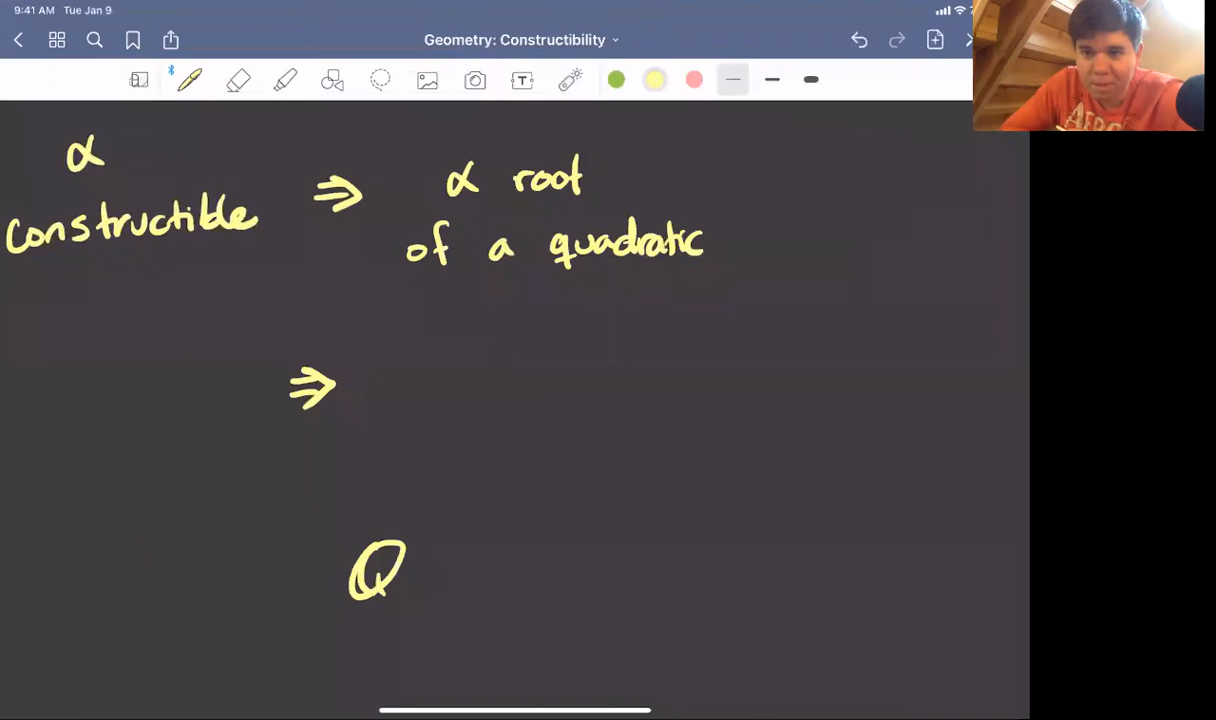 9:41 AM Tue Jan 9
Geometry: Constructibility
T
α
constructible ⇒ α root
of a quadratic
⇒
Q